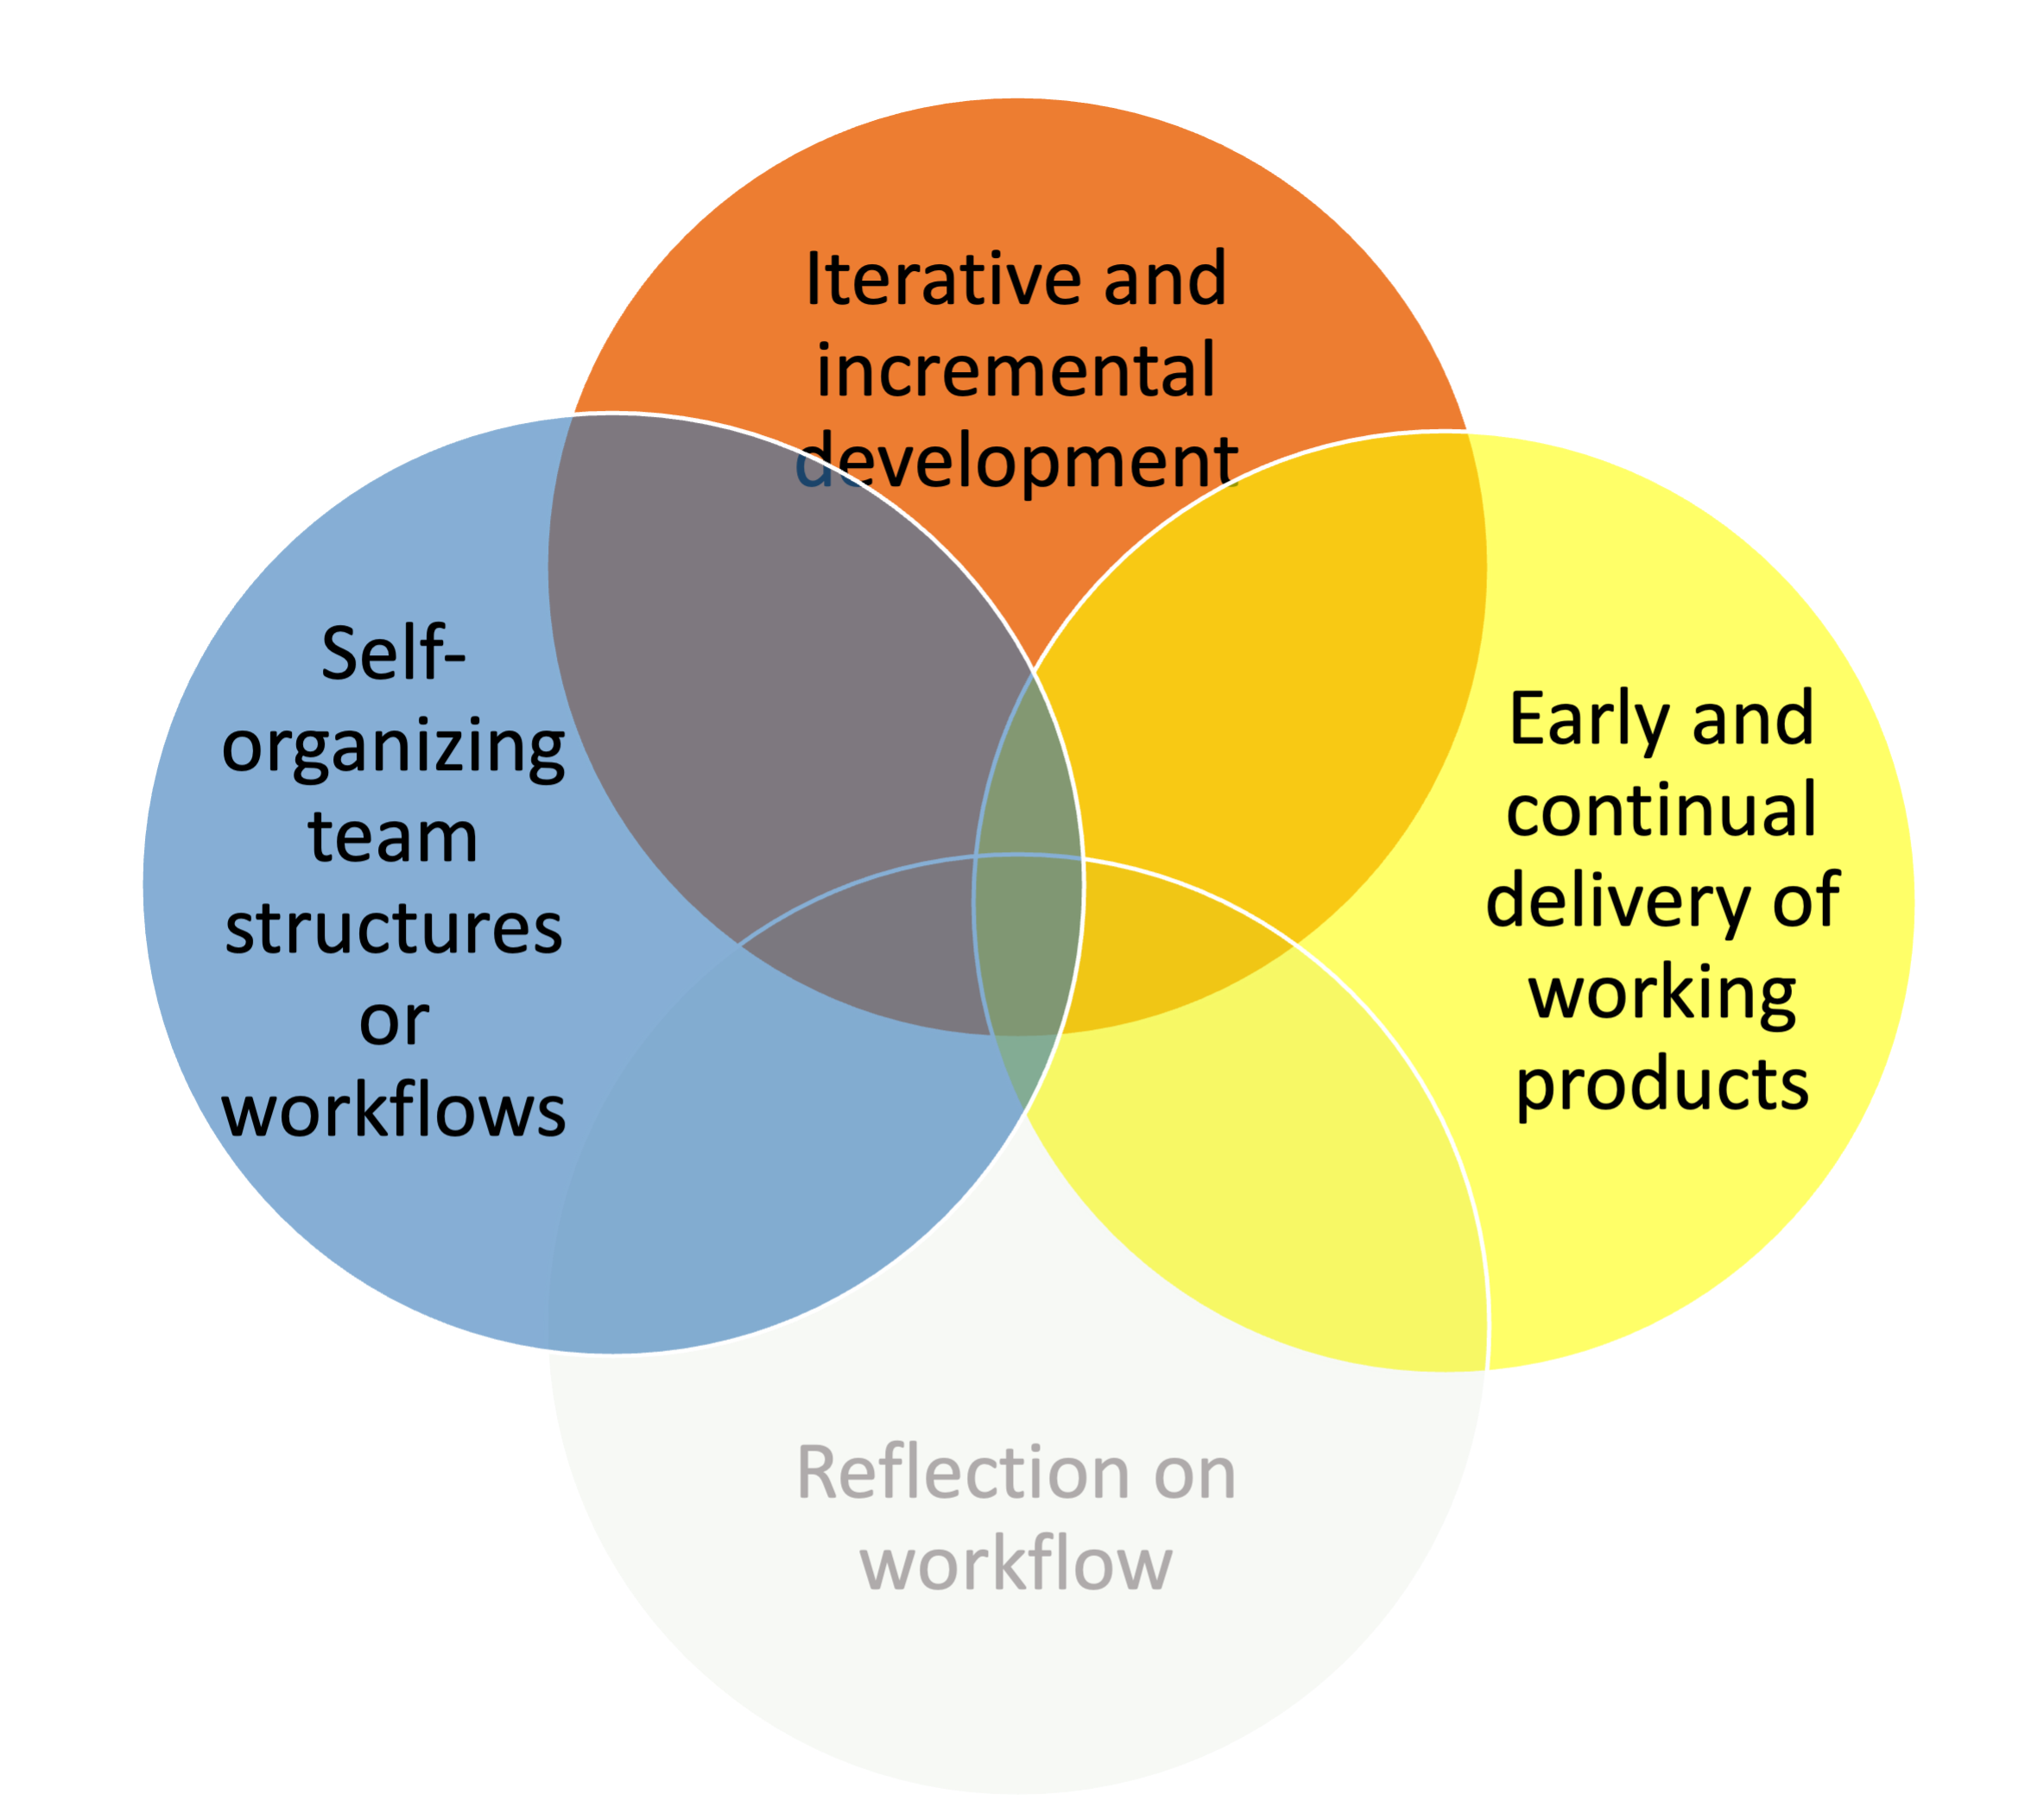 Iterative and
incremental
development
Self-
organizing
team
structures
or
workflows
Early and
continual
delivery of
working
products
Reflection on
workflow